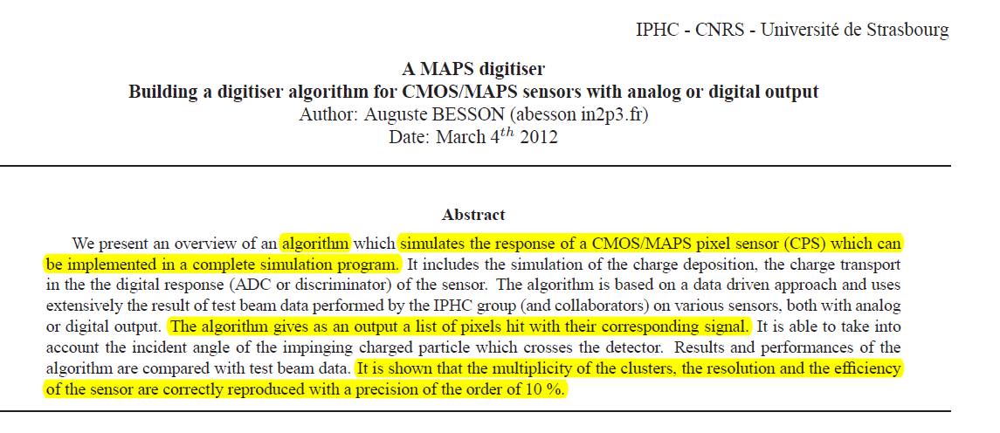 IPHC - CNRS - Université de Strasbourg
A MAPS digitiser
Building a digitiser algorithm for CMOS/MAPS sensors with analog or digital output
Author: Auguste BESSON (abesson in2p3.fr)
Date: March 4th 2012
Abstract
We present an overview of an algorithm which simulates the response of a CMOS/MAPS pixel sensor (CPS) which can
be implemented in a complete simulation program. It includes the simulation of the charge deposition, the charge transport
in the the digital response (ADC or discriminator) of the sensor. The algorithm is based on a data driven approach and uses
extensively the result of test beam data performed by the IPHC group (and collaborators) on various sensors, both with analog
or digital output. The algorithm gives as an output a list of pixels hit with their corresponding signal. It is able to take into
account the incident angle of the impinging charged particle which crosses the detector. Results and performances of the
algorithm are compared with test beam data. It is shown that the multiplicity of the clusters, the resolution and the efficiency
of the sensor are correctly reproduced with a precision of the order of 10 %.